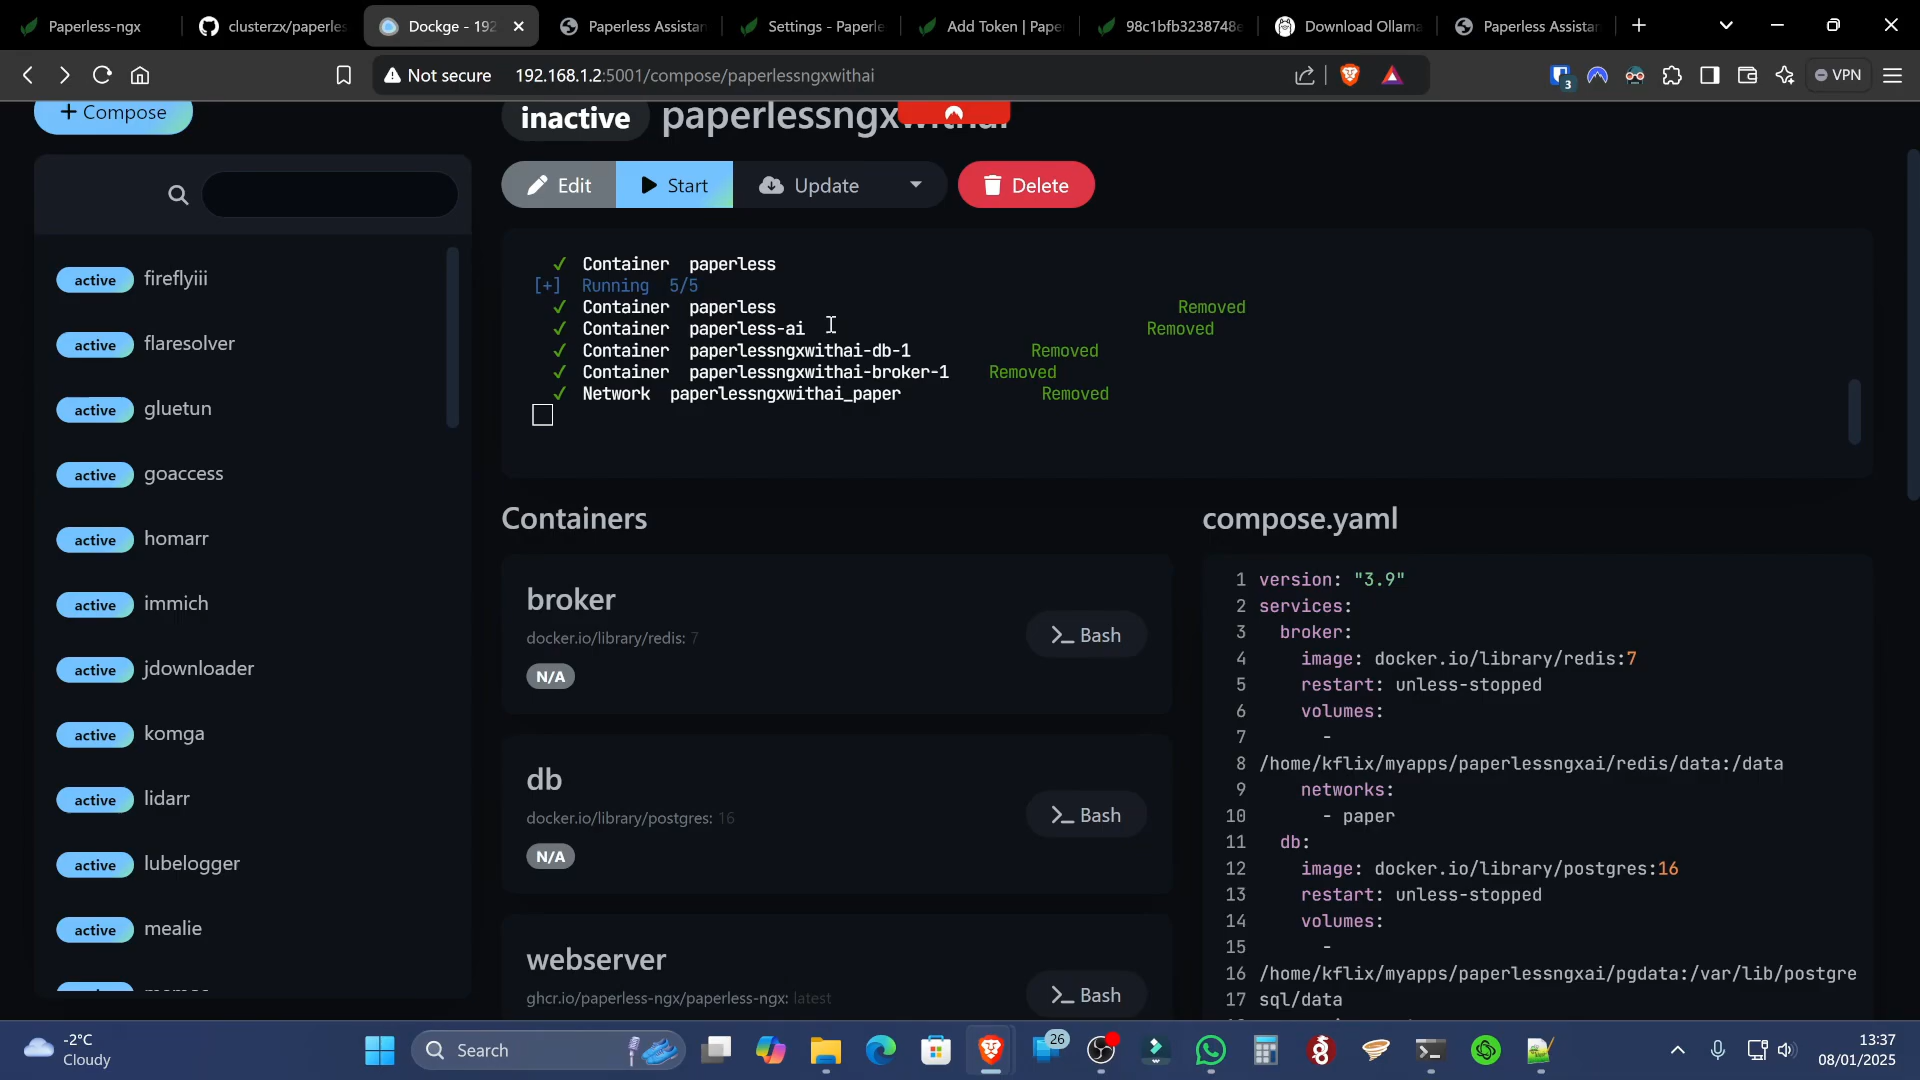 Paperless-ngx
clusterzx/paperles
Dockge - 192
Paperless Assistan
Settings - Paperle
Add Token | Pape
98c1bfb3238748e
Download Ollama
Paperless Assistan
Not secure
192.168.1.2:5001/compose/paperlessngxwithai
3
VPN
+ Compose
inactive
paperlessngxwithai
Edit
Start
Update
Delete
✓ Container paperless
[+] Running 5/5
✓ Container paperless Removed
✓ Container paperless-ai Removed
✓ Container paperlessngxwithai-db-1 Removed
✓ Container paperlessngxwithai-broker-1 Removed
✓ Network paperlessngxwithai_paper Removed
active fireflyiii
active flaresolver
active gluetun
active goaccess
active homarr
active immich
active jdownloader
active komga
active lidarr
active lubelogger
active mealie
Containers
broker
docker.io/library/redis: 7
N/A
>_ Bash
db
docker.io/library/postgres: 16
N/A
>_ Bash
webserver
ghcr.io/paperless-ngx/paperless-ngx: latest
>_ Bash
compose.yaml
1 version: "3.9"
2 services:
3 broker:
4 image: docker.io/library/redis:7
5 restart: unless-stopped
6 volumes:
7 -
8 /home/kflix/myapps/paperlessngxai/redis/data:/data
9 networks:
10 - paper
11 db:
12 image: docker.io/library/postgres:16
13 restart: unless-stopped
14 volumes:
15 -
16 /home/kflix/myapps/paperlessngxai/pgdata:/var/lib/postgre
17 sql/data
-2°C
Cloudy
Search
26
13:37
08/01/2025